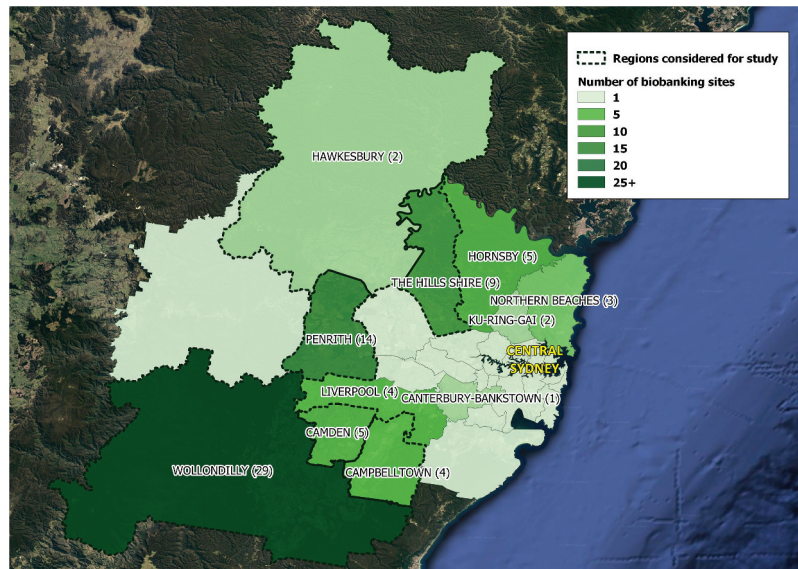 Regions considered for study
Number of biobanking sites
1
5
10
15
20
25+
HAWKESBURY (2)
HORNSBY (5)
THE HILLS SHIRE (9)
NORTHERN BEACHES (3)
KU-RING-GAI (2)
PENRITH (14)
CENTRAL
SYDNEY
LIVERPOOL (4)
CANTERBURY-BANKSTOWN (1)
CAMDEN (5)
WOLLONDILLY (29)
CAMPBELLTOWN (4)